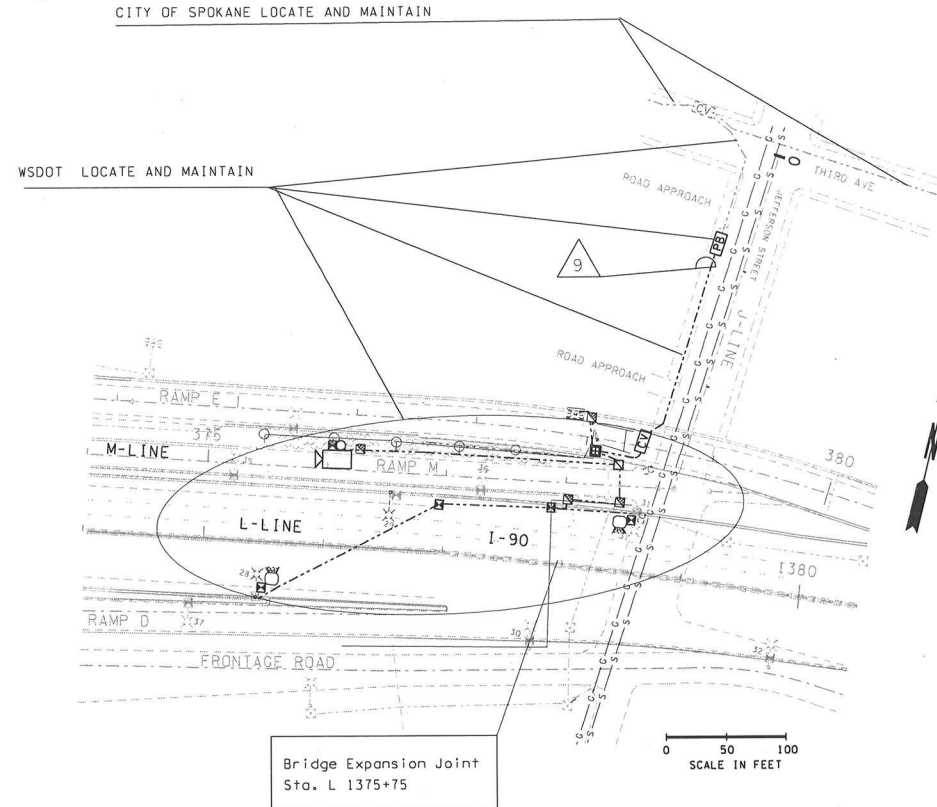 CITY OF SPOKANE LOCATE AND MAINTAIN
CV
THIRD AVE
WSDOT LOCATE AND MAINTAIN
ROAD APPROACH
JEFFERSON STREET
PB
9
J-LINE
ROAD APPROACH
RAMP E
375
CV
M-LINE
RAMP M
380
L-LINE
I-90
1380
28
RAMP D
37
30
32
FRONTAGE ROAD
G
S
Bridge Expansion Joint
Sta. L 1375+75
0 50 100
SCALE IN FEET
N